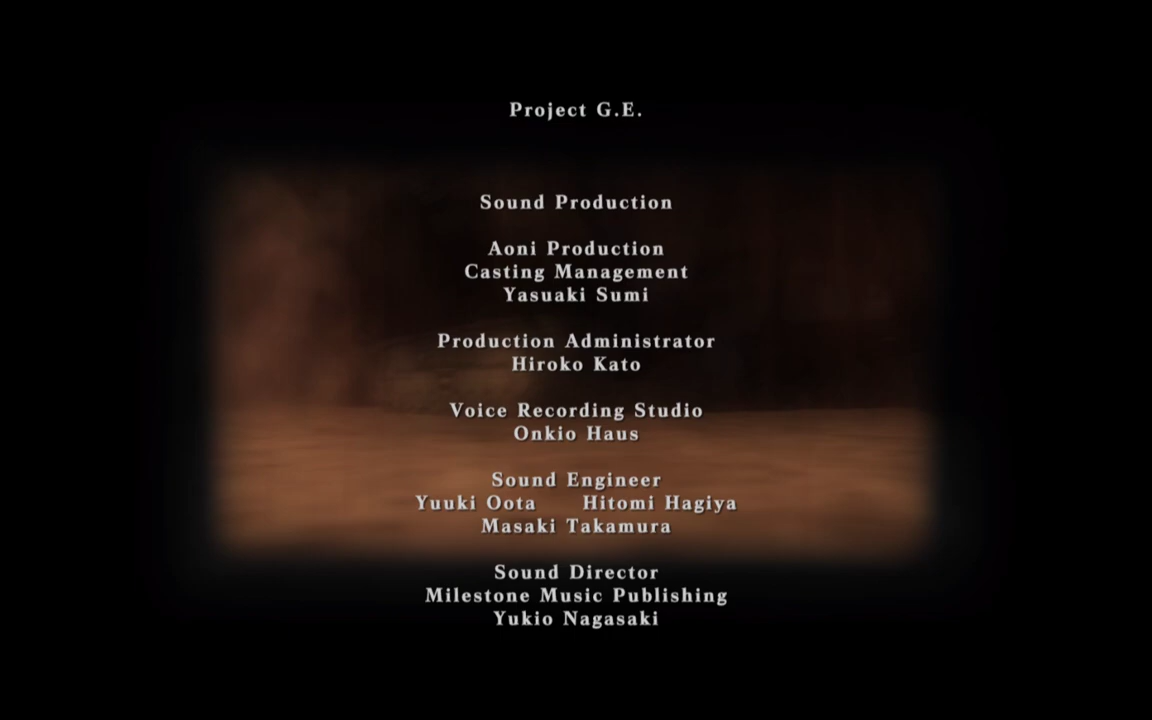 Project G.E.
Sound Production
Aoni Production
Casting Management
Yasuaki Sumi
Production Administrator
Hiroko Kato
Voice Recording Studio
Onkio Haus
Sound Engineer
Yuuki Oota Hitomi Hagiya
Masaki Takamura
Sound Director
Milestone Music Publishing
Yukio Nagasaki